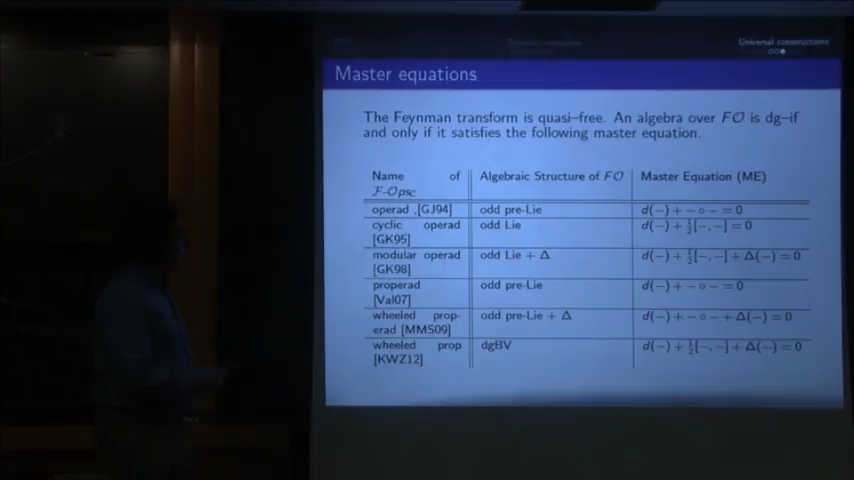 Universal constructions
Master equations
The Feynman transform is quasi–free. An algebra over F𝒪 is dg–if
and only if it satisfies the following master equation.
Name of Algebraic Structure of F𝒪 Master Equation (ME)
ℱ-𝒪ps𝒞
operad ,[GJ94] odd pre-Lie d(−) + − ∘ − = 0
cyclic operad odd Lie d(−) + ½[−, −] = 0
[GK95]
modular operad odd Lie + Δ d(−) + ½[−, −] + Δ(−) = 0
[GK98]
properad odd pre-Lie d(−) + − ∘ − = 0
[Val07]
wheeled prop- odd pre-Lie + Δ d(−) + − ∘ − + Δ(−) = 0
erad [MMS09]
wheeled prop dgBV d(−) + ½[−, −] + Δ(−) = 0
[KWZ12]